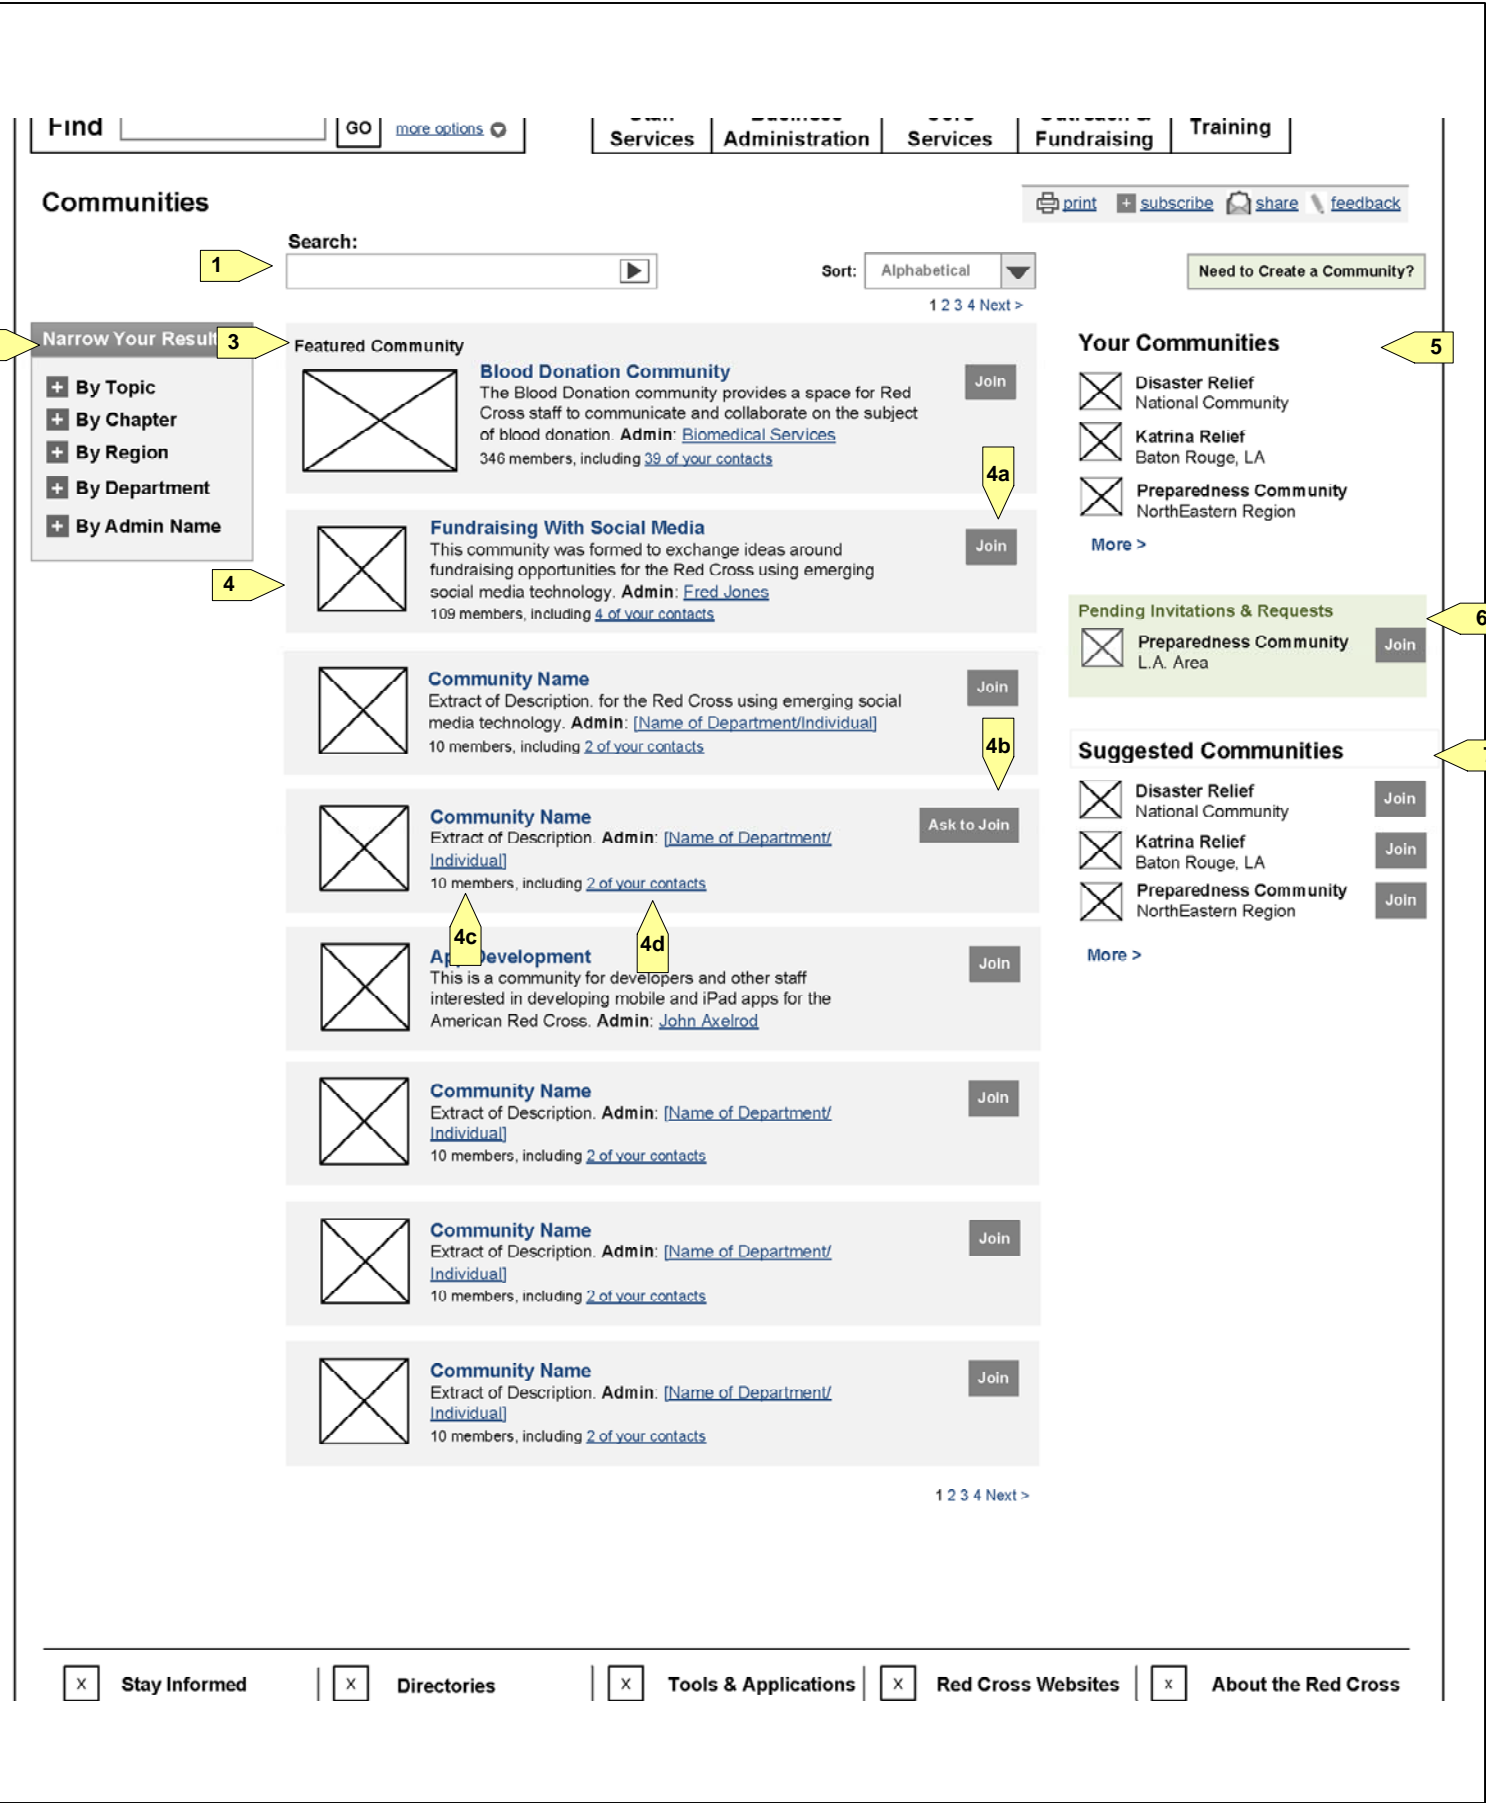 Find
GO
more options
Staff
Services
Business
Administration
Core
Services
Outreach &
Fundraising
Training
Communities
print
subscribe
share
feedback
Search:
1
Sort:
Alphabetical
Need to Create a Community?
1 2 3 4 Next >
Narrow Your Result
By Topic
By Chapter
By Region
By Department
By Admin Name
3
Featured Community
Blood Donation Community
The Blood Donation community provides a space for Red
Cross staff to communicate and collaborate on the subject
of blood donation. Admin: Biomedical Services
346 members, including 39 of your contacts
Join
4a
4
Fundraising With Social Media
This community was formed to exchange ideas around
fundraising opportunities for the Red Cross using emerging
social media technology. Admin: Fred Jones
109 members, including 4 of your contacts
Join
Community Name
Extract of Description. for the Red Cross using emerging social
media technology. Admin: [Name of Department/Individual]
10 members, including 2 of your contacts
Join
4b
Community Name
Extract of Description. Admin: [Name of Department/
Individual]
10 members, including 2 of your contacts
Ask to Join
4c
4d
App Development
This is a community for developers and other staff
interested in developing mobile and iPad apps for the
American Red Cross. Admin: John Axelrod
Join
Community Name
Extract of Description. Admin: [Name of Department/
Individual]
10 members, including 2 of your contacts
Join
Community Name
Extract of Description. Admin: [Name of Department/
Individual]
10 members, including 2 of your contacts
Join
Community Name
Extract of Description. Admin: [Name of Department/
Individual]
10 members, including 2 of your contacts
Join
1 2 3 4 Next >
Your Communities
5
Disaster Relief
National Community
Katrina Relief
Baton Rouge, LA
Preparedness Community
NorthEastern Region
More >
Pending Invitations & Requests
6
Preparedness Community
L.A. Area
Join
Suggested Communities
Disaster Relief
National Community
Join
Katrina Relief
Baton Rouge, LA
Join
Preparedness Community
NorthEastern Region
Join
More >
X Stay Informed
X Directories
X Tools & Applications
X Red Cross Websites
X About the Red Cross